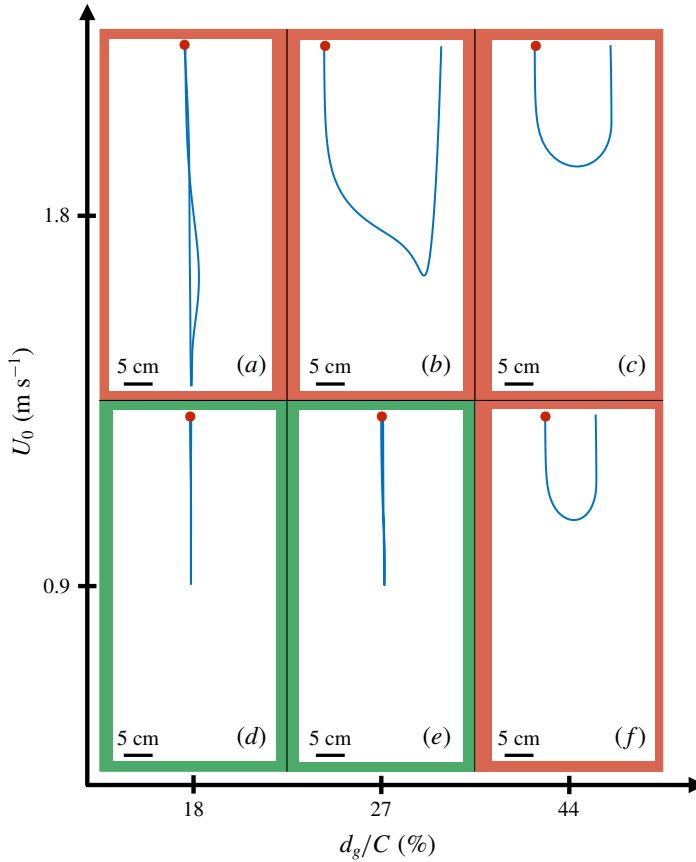 1.8
5 cm (a)
5 cm (b)
5 cm (c)
U₀ (m s⁻¹)
0.9
5 cm (d)
5 cm (e)
5 cm (f)
18 27 44
d_g/C (%)